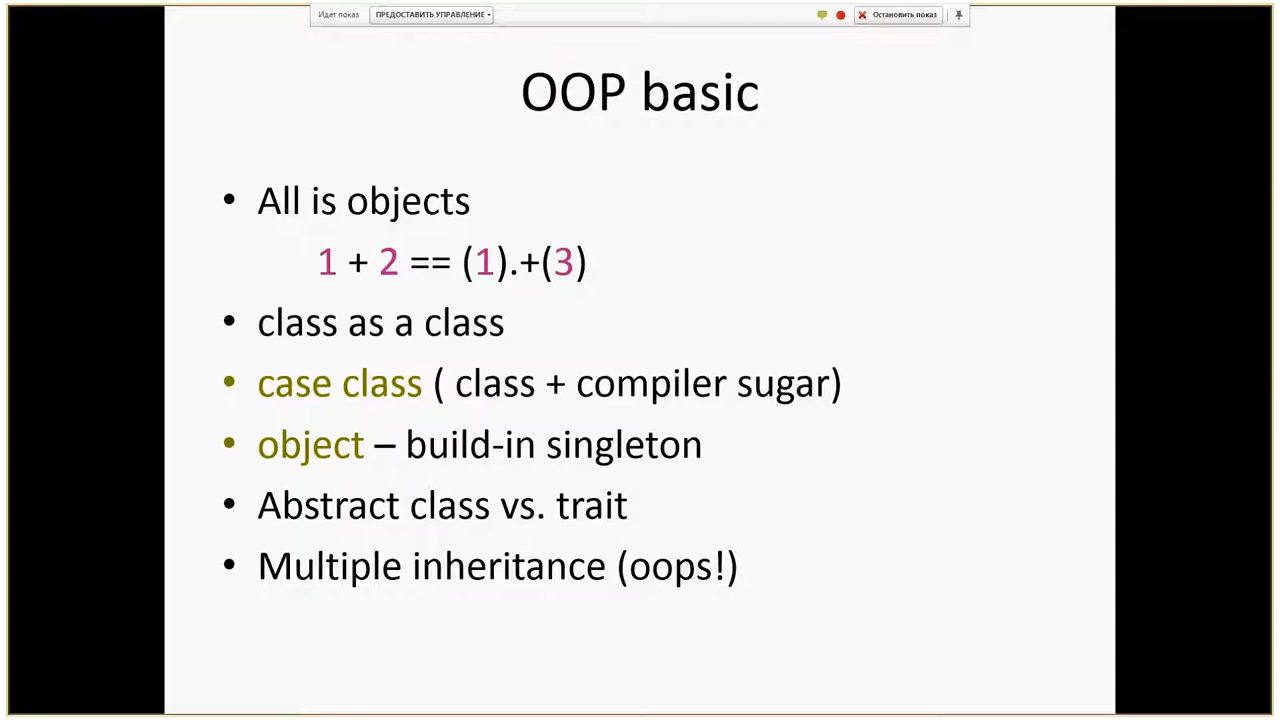 Идет показ ПРЕДОСТАВИТЬ УПРАВЛЕНИЕ Остановить показ
OOP basic
• All is objects
1 + 2 == (1).+(3)
• class as a class
• case class ( class + compiler sugar)
• object – build-in singleton
• Abstract class vs. trait
• Multiple inheritance (oops!)